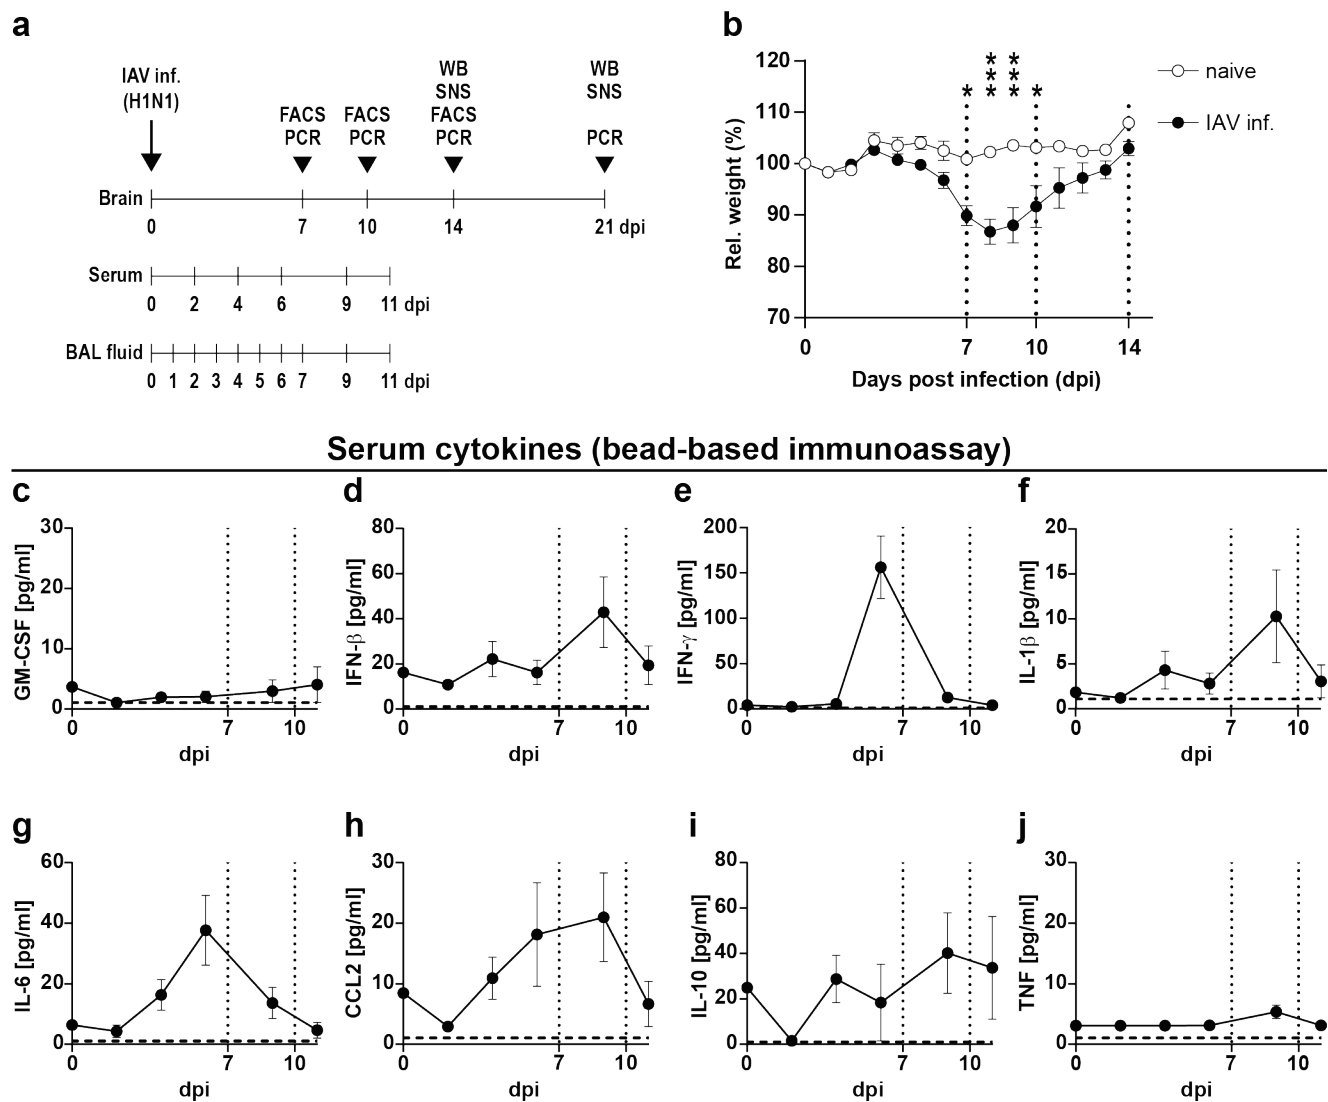 a
IAV inf.
(H1N1)
FACS
PCR
FACS
PCR
WB
SNS
FACS
PCR
WB
SNS
PCR
Brain
0 7 10 14 21 dpi
Serum
0 2 4 6 9 11 dpi
BAL fluid
0 1 2 3 4 5 6 7 9 11 dpi
b
120
110
100
90
80
70
Rel. weight (%)
* *** *** *
0 7 10 14
Days post infection (dpi)
naive
IAV inf.
Serum cytokines (bead-based immunoassay)
c
GM-CSF [pg/ml]
30
20
10
0
0 7 10
dpi
d
IFN-β [pg/ml]
80
60
40
20
0
0 7 10
dpi
e
IFN-γ [pg/ml]
200
150
100
50
0
0 7 10
dpi
f
IL-1β [pg/ml]
20
15
10
5
0
0 7 10
dpi
g
IL-6 [pg/ml]
60
40
20
0
0 7 10
dpi
h
CCL2 [pg/ml]
30
20
10
0
0 7 10
dpi
i
IL-10 [pg/ml]
80
60
40
20
0
0 7 10
dpi
j
TNF [pg/ml]
30
20
10
0
0 7 10
dpi